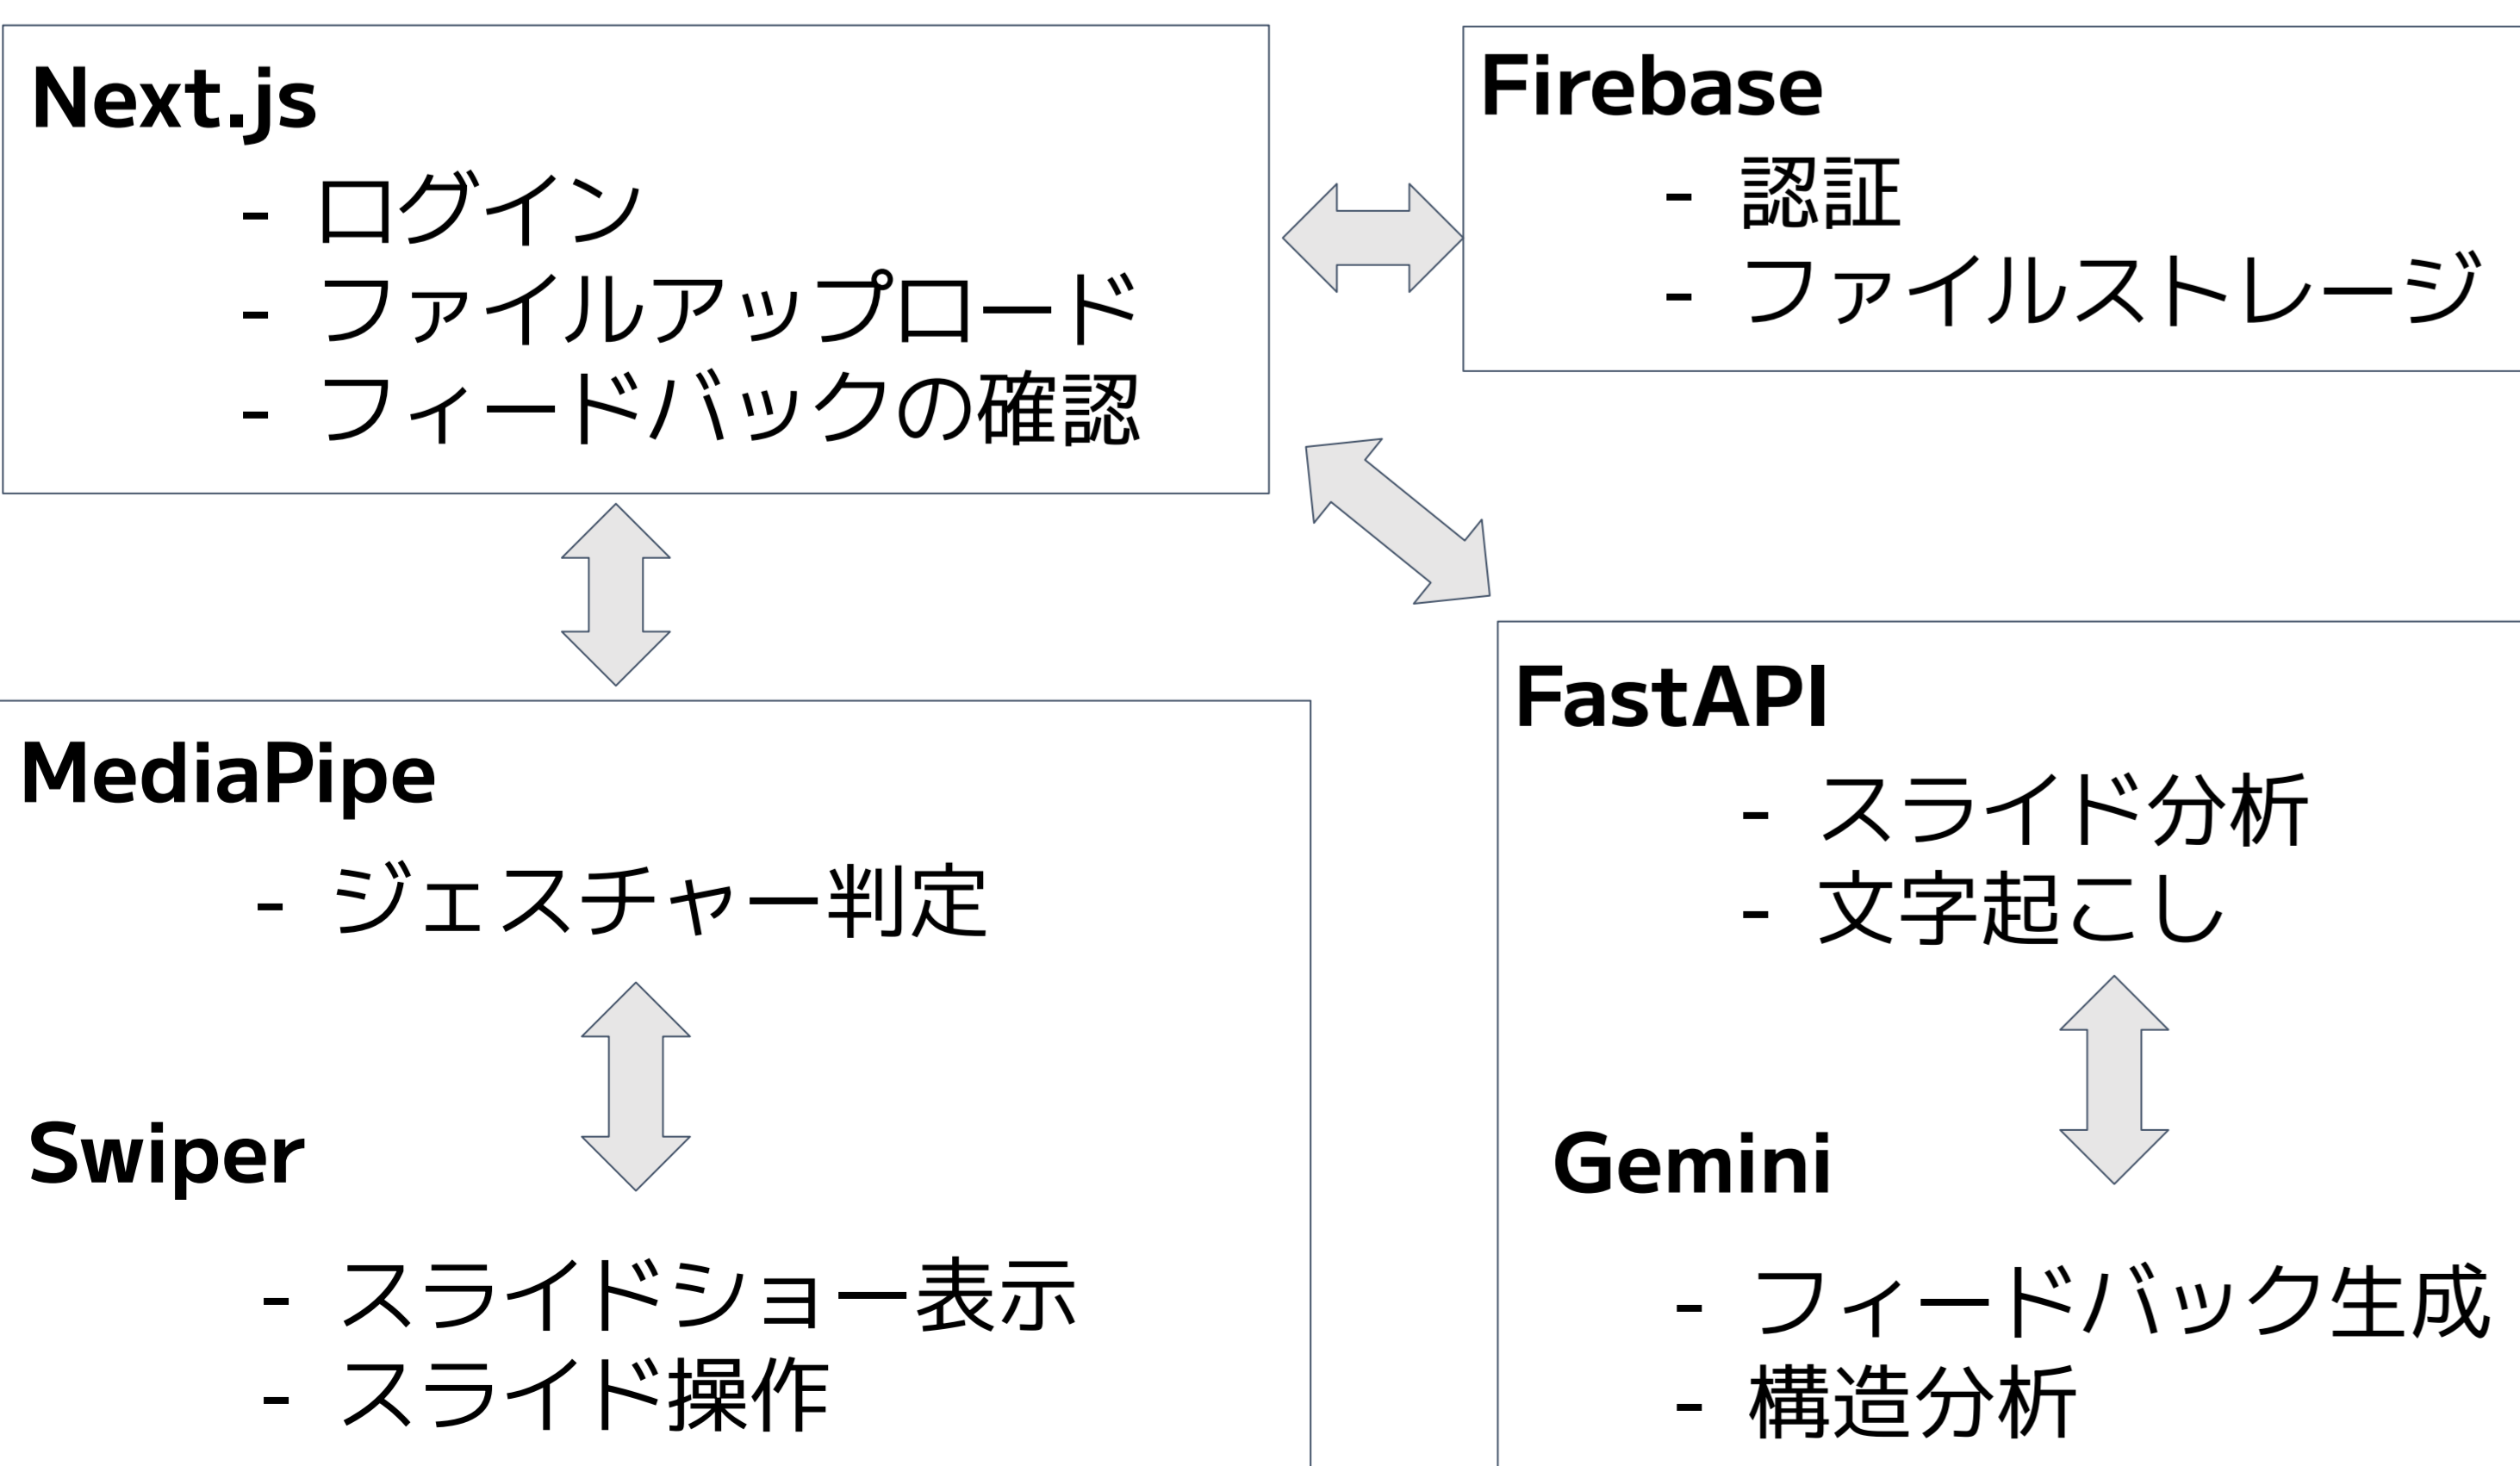 Next.js
- ログイン
- ファイルアップロード
- フィードバックの確認
Firebase
- 認証
- ファイルストレージ
MediaPipe
- ジェスチャー判定
Swiper
- スライドショー表示
- スライド操作
FastAPI
- スライド分析
- 文字起こし
Gemini
- フィードバック生成
- 構造分析